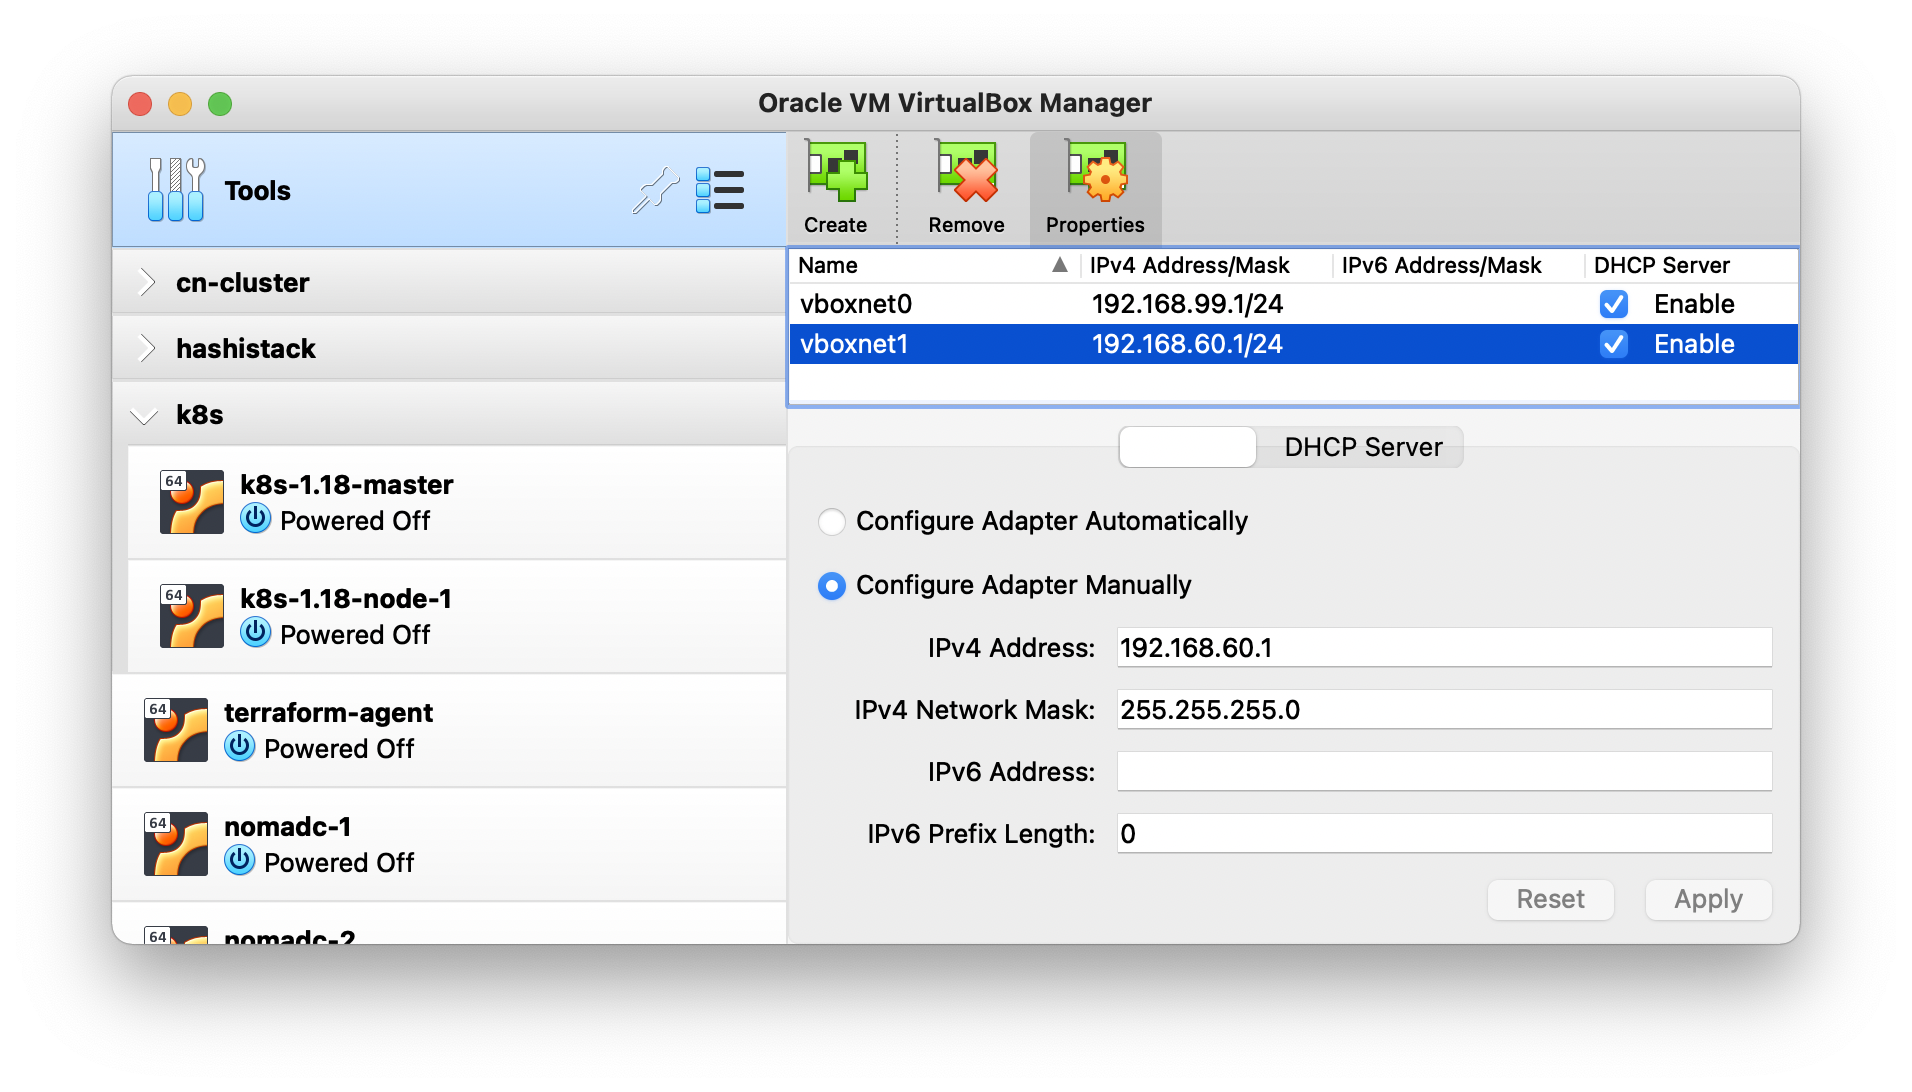 Oracle VM VirtualBox Manager
Tools
Create
Remove
Properties
cn-cluster
hashistack
k8s
64
k8s-1.18-master
Powered Off
64
k8s-1.18-node-1
Powered Off
64
terraform-agent
Powered Off
64
nomadc-1
Powered Off
64
nomadc-2
Name IPv4 Address/Mask IPv6 Address/Mask DHCP Server
vboxnet0 192.168.99.1/24 Enable
vboxnet1 192.168.60.1/24 Enable
DHCP Server
Configure Adapter Automatically
Configure Adapter Manually
IPv4 Address: 192.168.60.1
IPv4 Network Mask: 255.255.255.0
IPv6 Address:
IPv6 Prefix Length: 0
Reset Apply